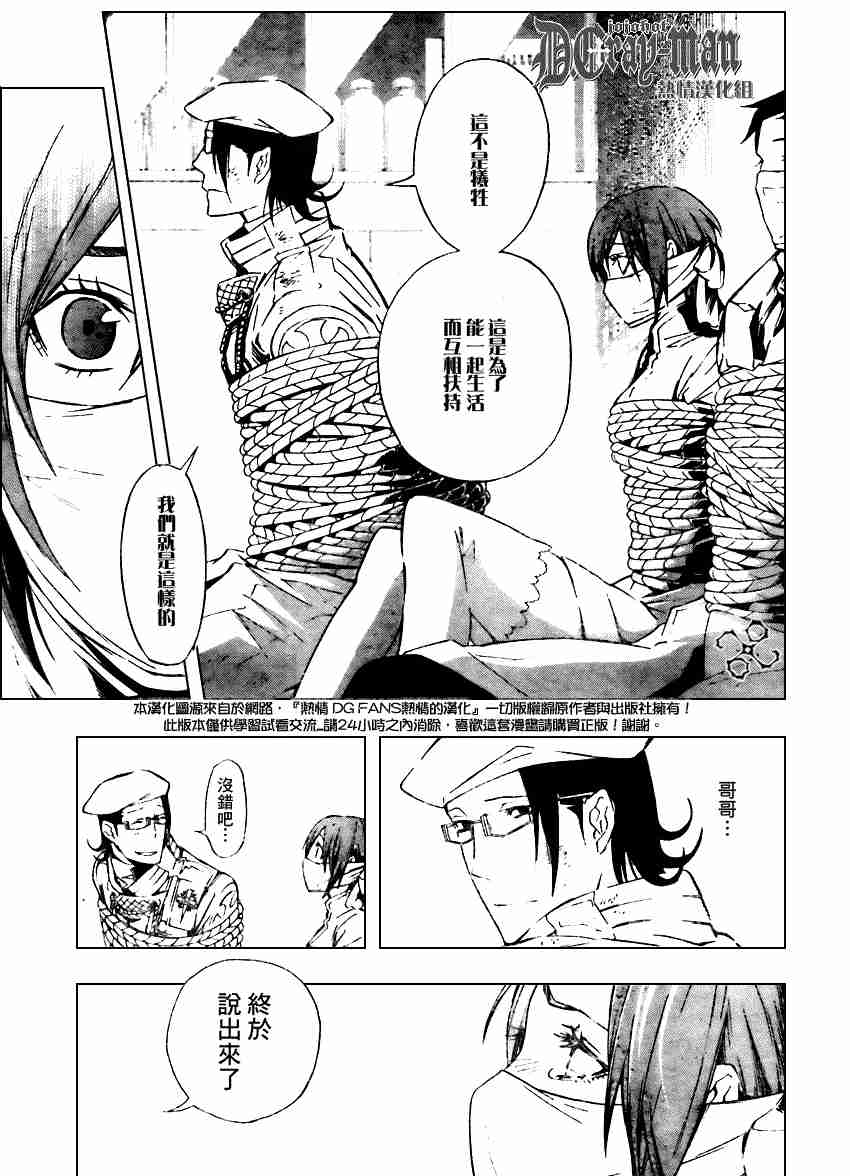 jojohot
D.Gray-man
熱情漢化組
這不是犧牲
這是為了
能一起生活
而互相扶持
我們就是這樣的
本漢化圖源來自於網路，『熱情 DG FANS熱情的漢化』一切版權歸原作者與出版社擁有！
此版本僅供學習試看交流…請24小時之內消除，喜歡這套漫畫請購買正版！謝謝。
哥哥…
沒錯吧…
終於
說出來了